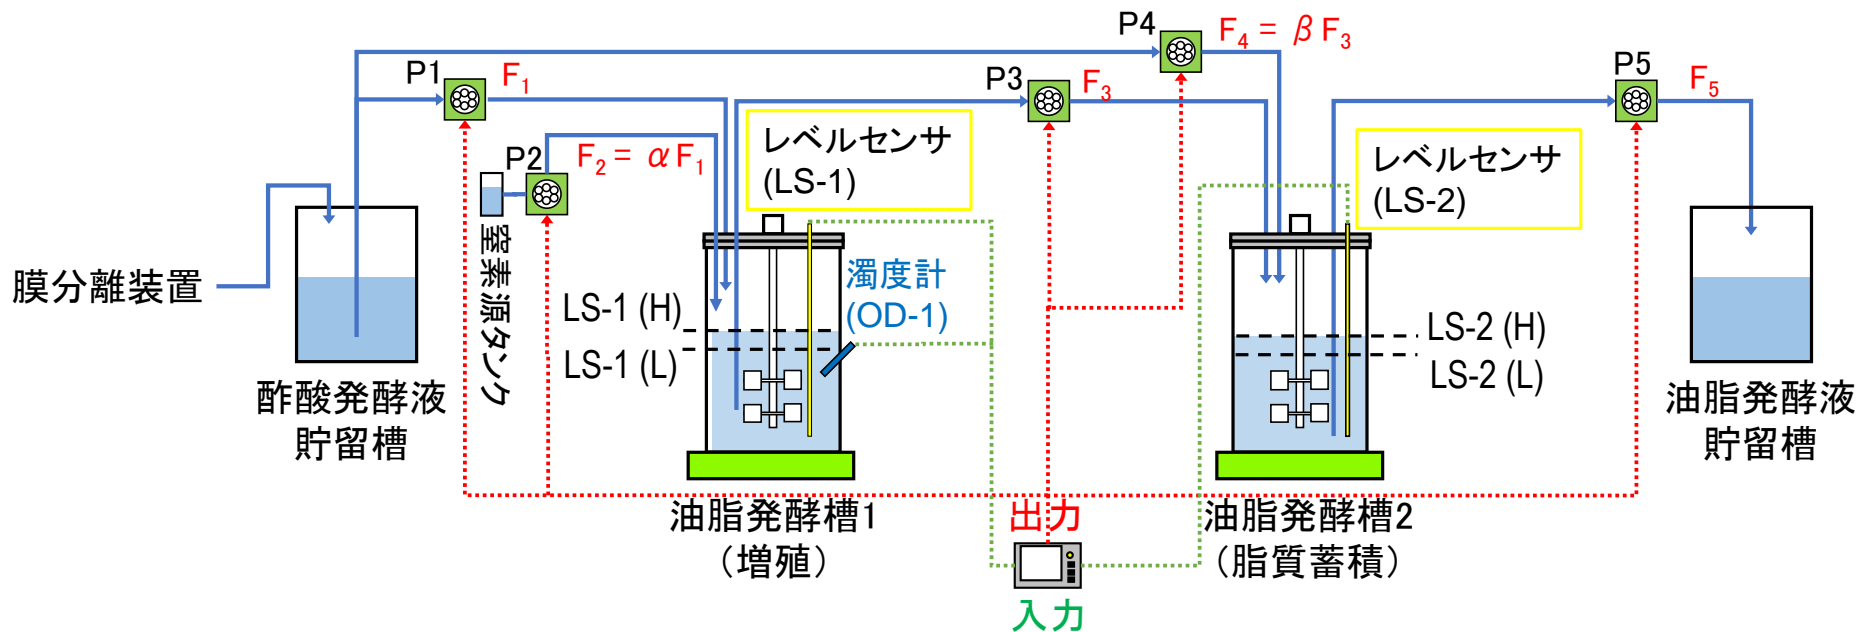 P4
F4 = βF3
P1
F1
P3
F3
P5
F5
P2
F2 = αF1
レベルセンサ
(LS-1)
レベルセンサ
(LS-2)
窒素源タンク
膜分離装置
濁度計
(OD-1)
LS-1 (H)
LS-1 (L)
LS-2 (H)
LS-2 (L)
酢酸発酵液
貯留槽
油脂発酵液
貯留槽
油脂発酵槽1
（増殖）
出力
油脂発酵槽2
（脂質蓄積）
入力